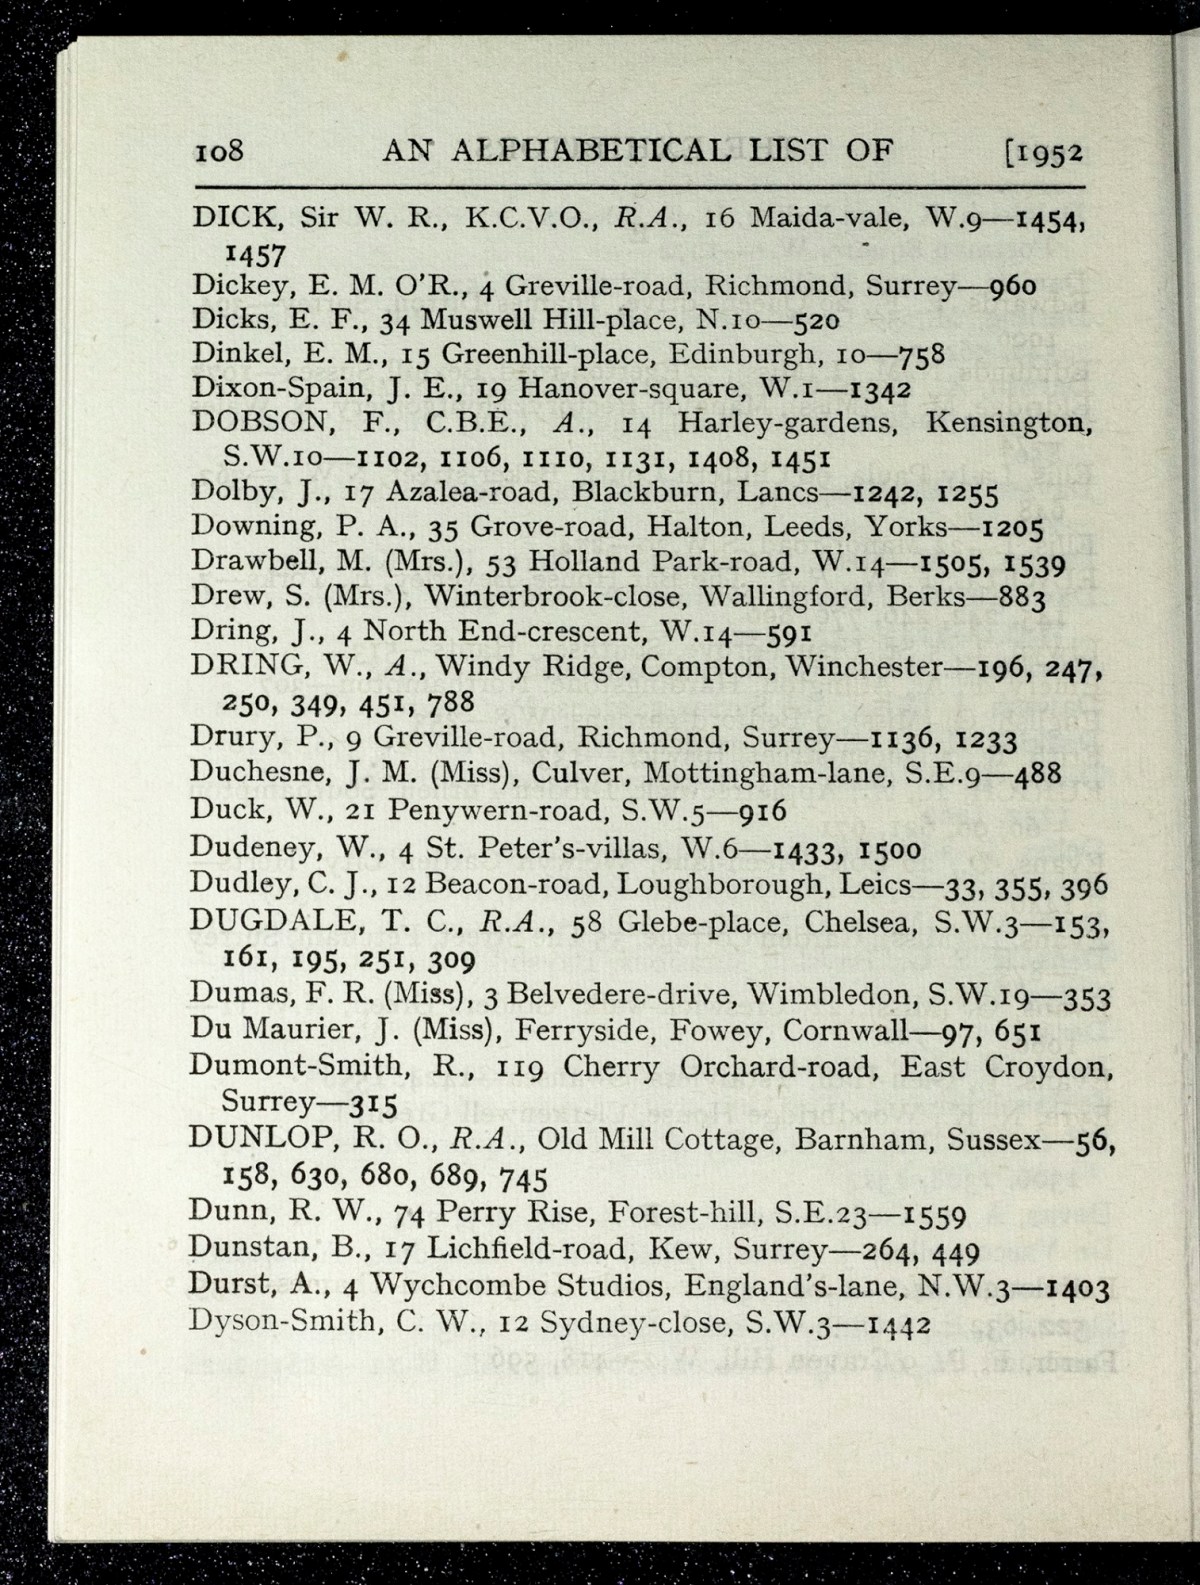 108 AN ALPHABETICAL LIST OF [1952
DICK, Sir W. R., K.C.V.O., R.A., 16 Maida-vale, W.9—1454,
1457
Dickey, E. M. O'R., 4 Greville-road, Richmond, Surrey—960
Dicks, E. F., 34 Muswell Hill-place, N.10—520
Dinkel, E. M., 15 Greenhill-place, Edinburgh, 10—758
Dixon-Spain, J. E., 19 Hanover-square, W.1—1342
DOBSON, F., C.B.E., A., 14 Harley-gardens, Kensington,
S.W.10—1102, 1106, 1110, 1131, 1408, 1451
Dolby, J., 17 Azalea-road, Blackburn, Lancs—1242, 1255
Downing, P. A., 35 Grove-road, Halton, Leeds, Yorks—1205
Drawbell, M. (Mrs.), 53 Holland Park-road, W.14—1505, 1539
Drew, S. (Mrs.), Winterbrook-close, Wallingford, Berks—883
Dring, J., 4 North End-crescent, W.14—591
DRING, W., A., Windy Ridge, Compton, Winchester—196, 247,
250, 349, 451, 788
Drury, P., 9 Greville-road, Richmond, Surrey—1136, 1233
Duchesne, J. M. (Miss), Culver, Mottingham-lane, S.E.9—488
Duck, W., 21 Penywern-road, S.W.5—916
Dudeney, W., 4 St. Peter's-villas, W.6—1433, 1500
Dudley, C. J., 12 Beacon-road, Loughborough, Leics—33, 355, 396
DUGDALE, T. C., R.A., 58 Glebe-place, Chelsea, S.W.3—153,
161, 195, 251, 309
Dumas, F. R. (Miss), 3 Belvedere-drive, Wimbledon, S.W.19—353
Du Maurier, J. (Miss), Ferryside, Fowey, Cornwall—97, 651
Dumont-Smith, R., 119 Cherry Orchard-road, East Croydon,
Surrey—315
DUNLOP, R. O., R.A., Old Mill Cottage, Barnham, Sussex—56,
158, 630, 680, 689, 745
Dunn, R. W., 74 Perry Rise, Forest-hill, S.E.23—1559
Dunstan, B., 17 Lichfield-road, Kew, Surrey—264, 449
Durst, A., 4 Wychcombe Studios, England's-lane, N.W.3—1403
Dyson-Smith, C. W., 12 Sydney-close, S.W.3—1442